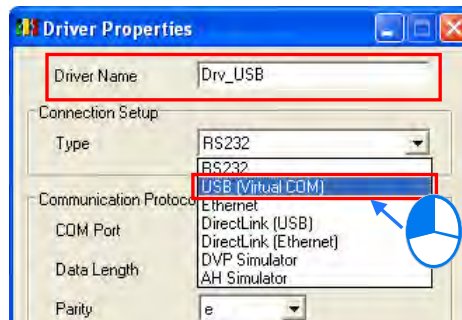 Driver Properties
Driver Name Drv_USB
Connection Setup
Type RS232
RS232
USB (Virtual COM)
Communication Protoco Ethernet
COM Port DirectLink (USB)
DirectLink (Ethernet)
Data Length DVP Simulator
AH Simulator
Parity e